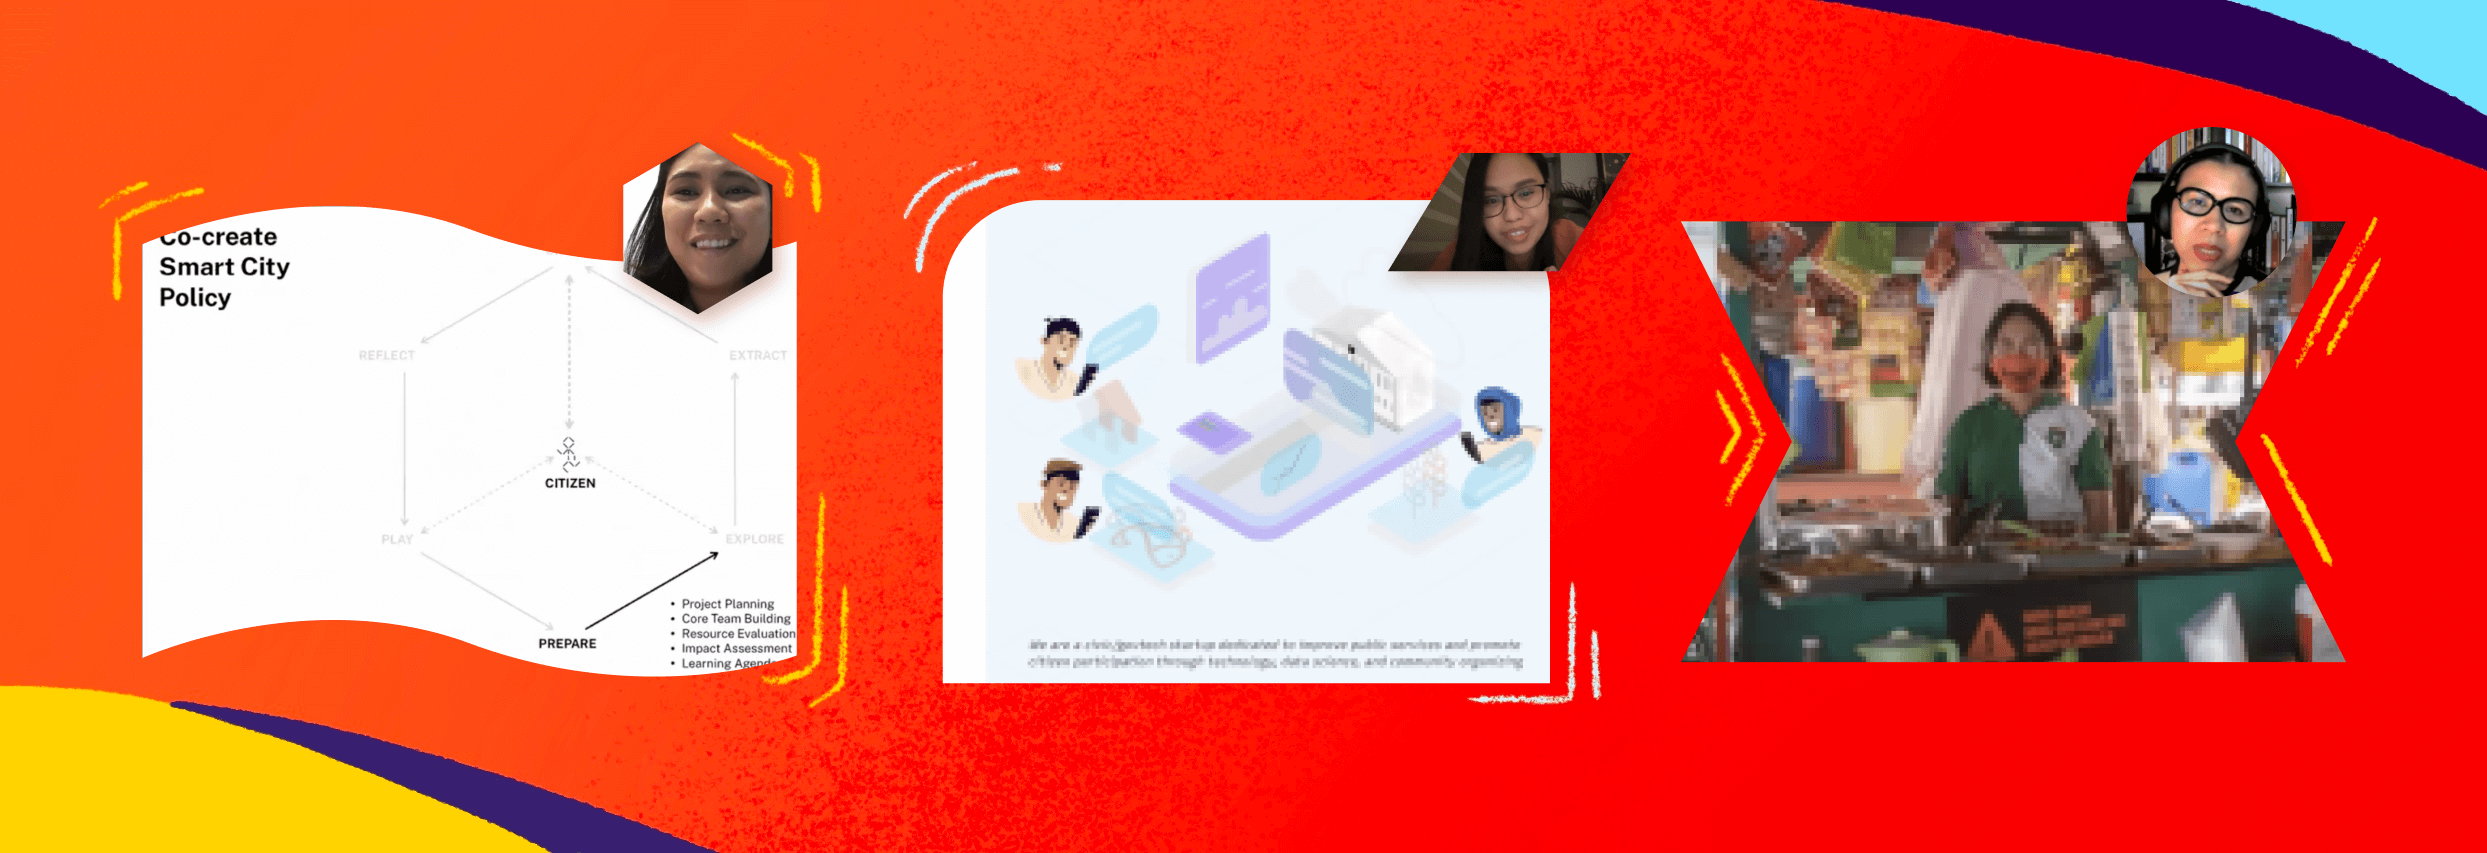 Co-create
Smart City
Policy
REFLECT
EXTRACT
CITIZEN
PLAY
EXPLORE
PREPARE
• Project Planning
• Core Team Building
• Resource Evaluation
• Impact Assessment
• Learning Agenda
We are a civic/govtech startup dedicated to improve public services and promote
citizen participation through technology, data science, and community organizing